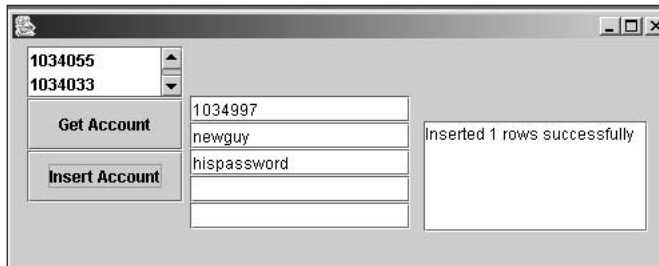 1034055
1034033
Get Account
Insert Account
1034997
newguy
hispassword
Inserted 1 rows successfully